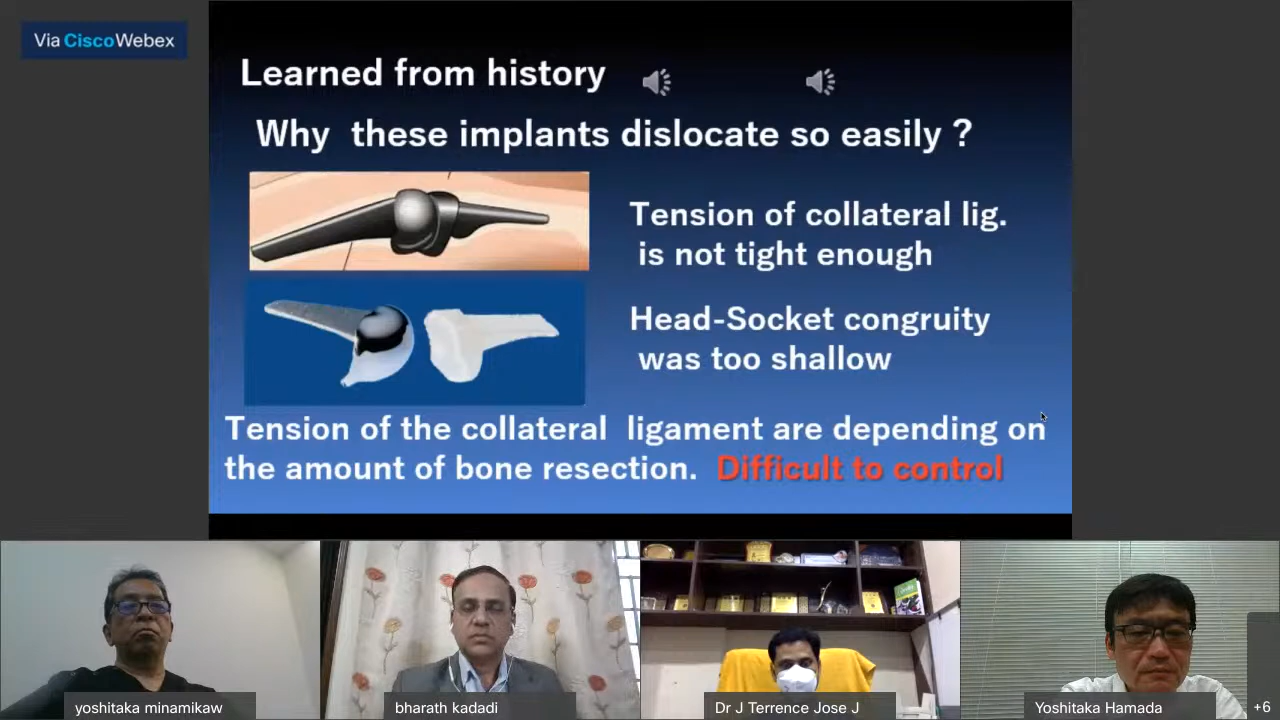 Via Cisco Webex
Learned from history
Why these implants dislocate so easily ?
Tension of collateral lig.
is not tight enough
Head-Socket congruity
was too shallow
Tension of the collateral ligament are depending on
the amount of bone resection. Difficult to control
yoshitaka minamikaw
bharath kadadi
Dr J Terrence Jose J
Yoshitaka Hamada
+6